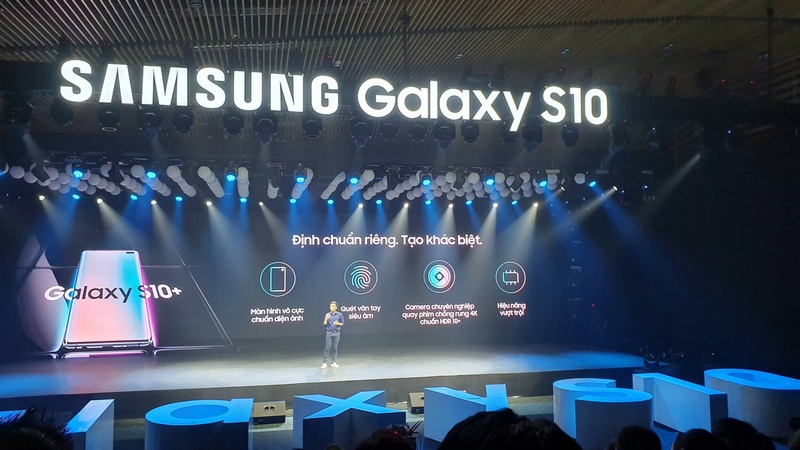 SAMSUNG Galaxy S10
Định chuẩn riêng. Tạo khác biệt.
Galaxy S10+
Màn hình vô cực
chuẩn điện ảnh
Quét vân tay
siêu âm
Camera chuyên nghiệp
quay phim chống rung 4K
chuẩn HDR 10+
Hiệu năng
vượt trội